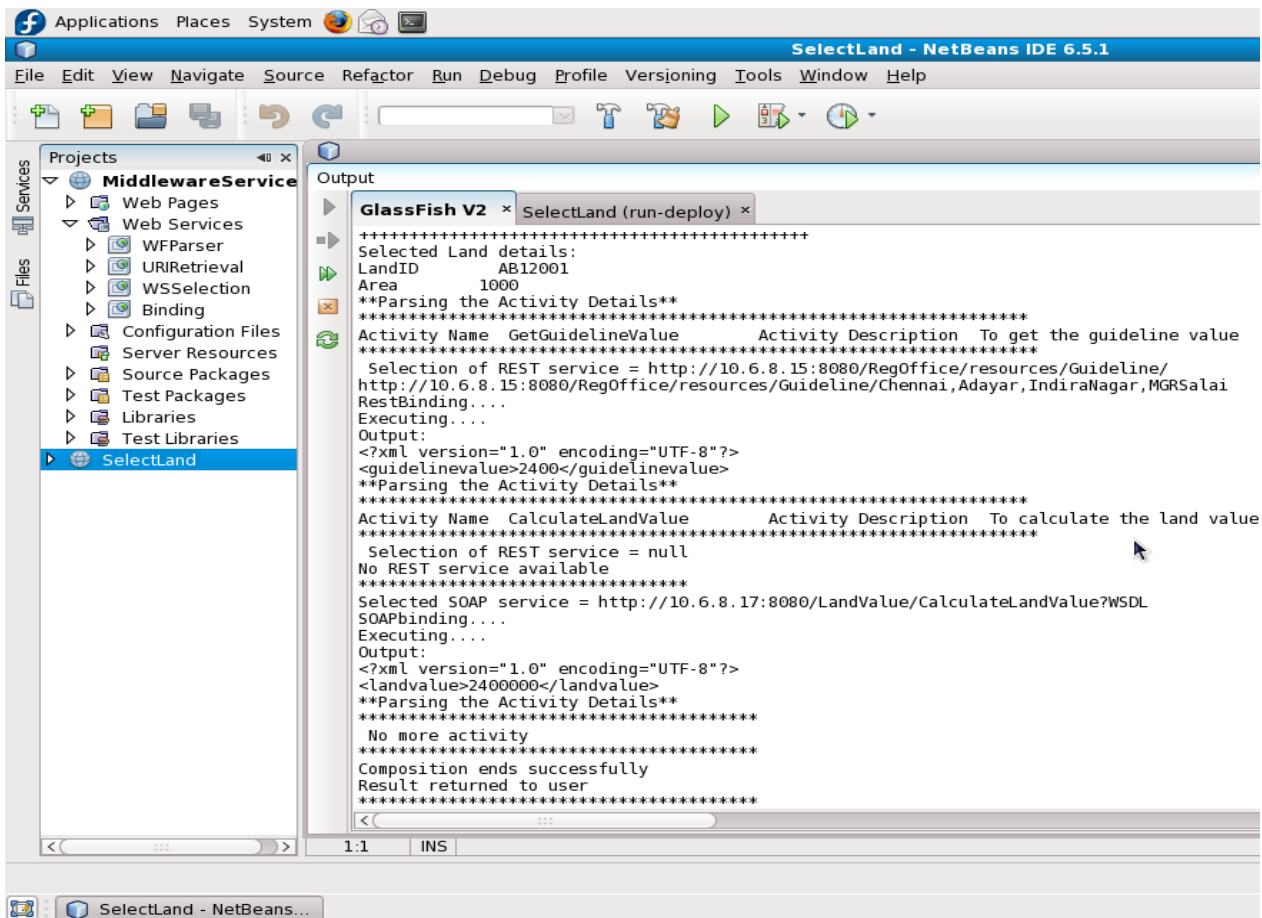 Applications Places System
SelectLand - NetBeans IDE 6.5.1
File Edit View Navigate Source Refactor Run Debug Profile Versioning Tools Window Help
Services
Files
Projects
MiddlewareService
Web Pages
Web Services
WFParser
URIRetrieval
WSSelection
Binding
Configuration Files
Server Resources
Source Packages
Test Packages
Libraries
Test Libraries
SelectLand
Output
GlassFish V2 × SelectLand (run-deploy) ×
+++++++++++++++++++++++++++++++++++++++++++++
Selected Land details:
LandID AB12001
Area 1000
**Parsing the Activity Details**
*******************************************************************
Activity Name GetGuidelineValue Activity Description To get the guideline value
********************************************************************
Selection of REST service = http://10.6.8.15:8080/RegOffice/resources/Guideline/
http://10.6.8.15:8080/RegOffice/resources/Guideline/Chennai,Adayar,IndiraNagar,MGRSalai
RestBinding....
Executing....
Output:
<?xml version="1.0" encoding="UTF-8"?>
<guidelinevalue>2400</guidelinevalue>
**Parsing the Activity Details**
*******************************************************************
Activity Name CalculateLandValue Activity Description To calculate the land value
********************************************************************
Selection of REST service = null
No REST service available
*********************************
Selected SOAP service = http://10.6.8.17:8080/LandValue/CalculateLandValue?WSDL
SOAPbinding....
Executing....
Output:
<?xml version="1.0" encoding="UTF-8"?>
<landvalue>2400000</landvalue>
**Parsing the Activity Details**
****************************************
No more activity
****************************************
Composition ends successfully
Result returned to user
****************************************
1:1 INS
SelectLand - NetBeans...